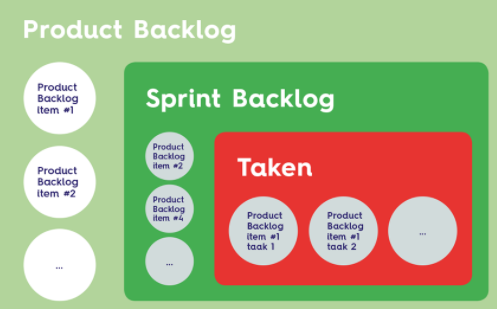 Product Backlog
Product
Backlog
item #1
Product
Backlog
item #2
...
Sprint Backlog
Product
Backlog
item #2
Product
Backlog
item #4
...
Taken
Product
Backlog
item #1
taak 1
Product
Backlog
item #1
taak 2
...